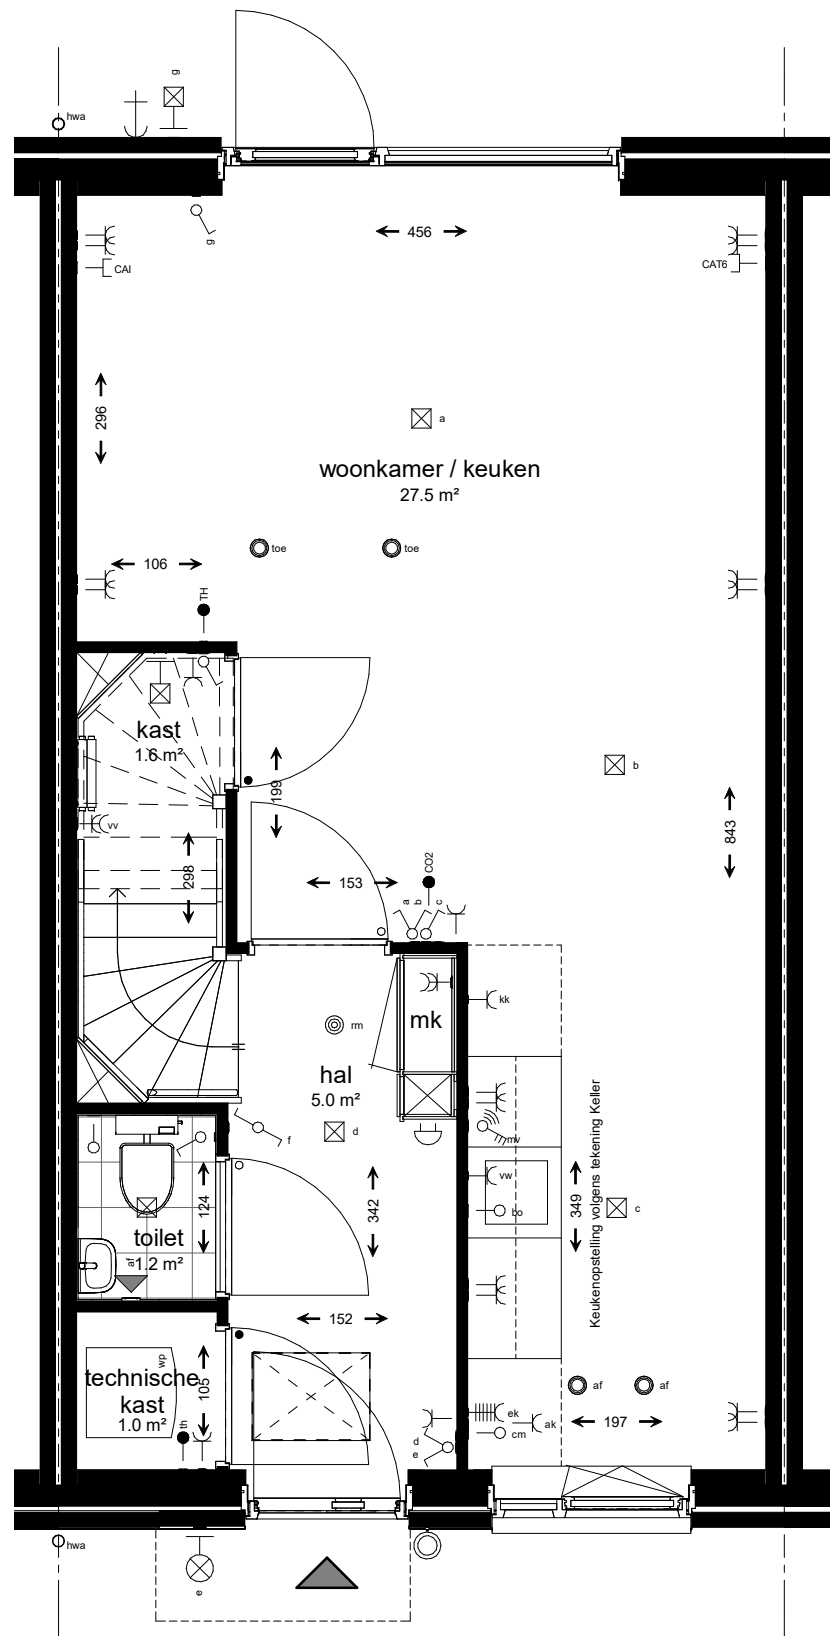 g
hwa
g
456
CAI
CAT6
296
a
woonkamer / keuken
27.5 m²
toe
toe
106
TH
kast
1.6 m²
199
b
vv
843
298
CO2
153
a
b
c
kk
mk
rm
hal
5.0 m²
f
d
mv
Keukenopstelling volgens tekening Keller
vw
124
342
349
bo
c
toilet
1.2 m²
af
152
wp
technische
kast
1.0 m²
105
af
af
th
d
e
ek
ak
cm
197
hwa
e